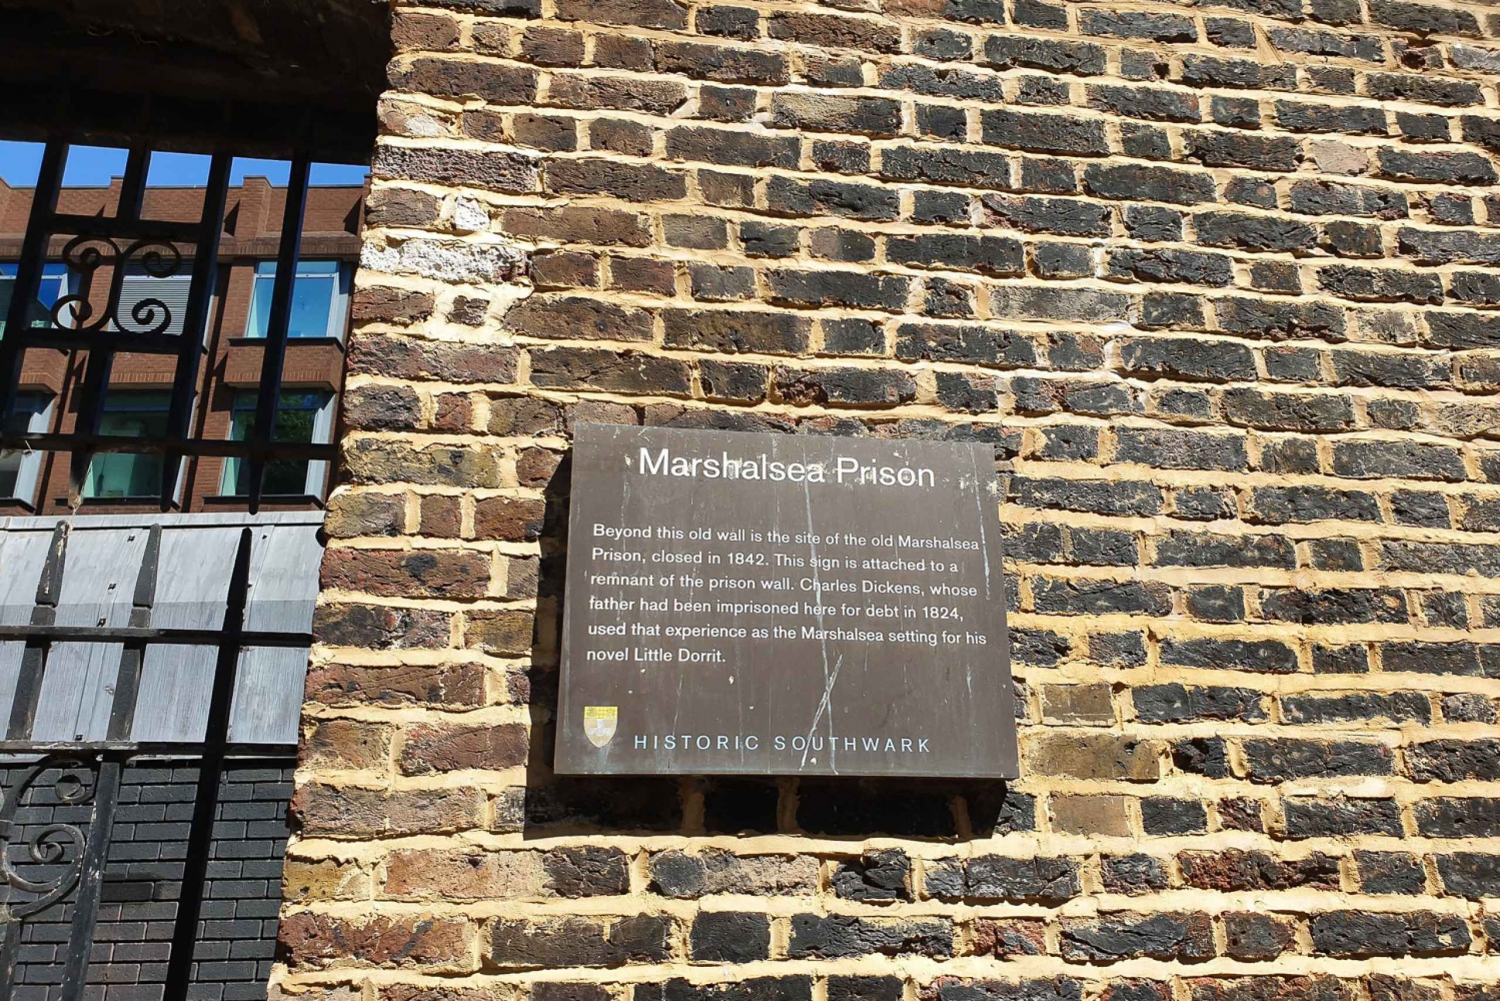 Marshalsea Prison
Beyond this old wall is the site of the old Marshalsea
Prison, closed in 1842. This sign is attached to a
remnant of the prison wall. Charles Dickens, whose
father had been imprisoned here for debt in 1824,
used that experience as the Marshalsea setting for his
novel Little Dorrit.
HISTORIC SOUTHWARK